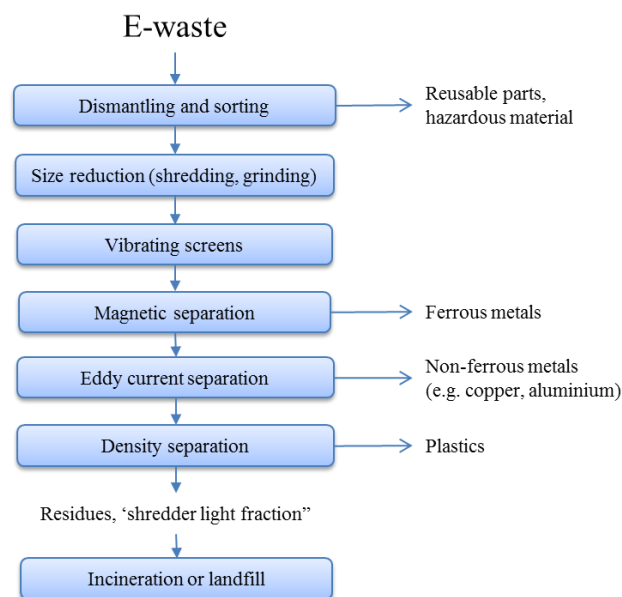 E-waste
Dismantling and sorting
Reusable parts,
hazardous material
Size reduction (shredding, grinding)
Vibrating screens
Magnetic separation
Ferrous metals
Eddy current separation
Non-ferrous metals
(e.g. copper, aluminium)
Density separation
Plastics
Residues, ‘shredder light fraction”
Incineration or landfill